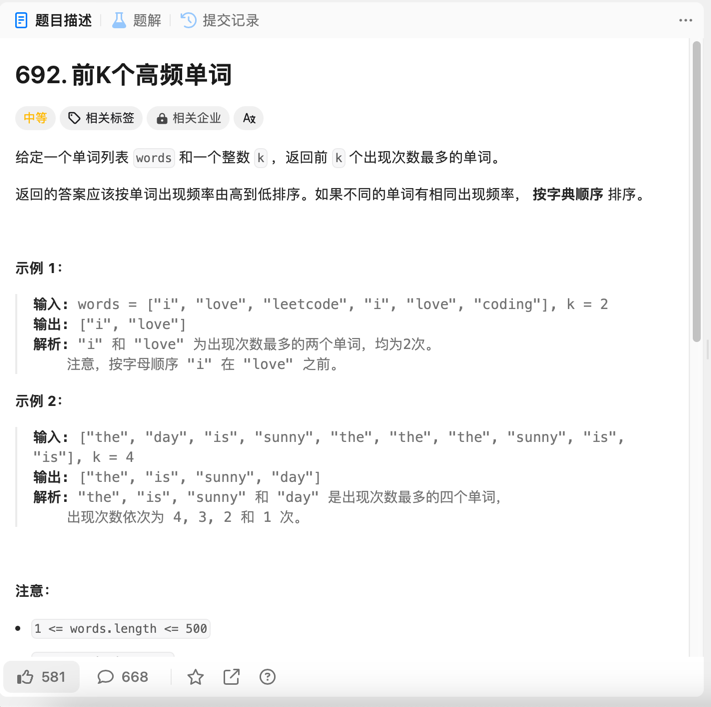 题目描述 题解 提交记录
692. 前K个高频单词
中等 相关标签 相关企业
给定一个单词列表 words 和一个整数 k ，返回前 k 个出现次数最多的单词。
返回的答案应该按单词出现频率由高到低排序。如果不同的单词有相同出现频率， 按字典顺序 排序。
示例 1：
输入: words = ["i", "love", "leetcode", "i", "love", "coding"], k = 2
输出: ["i", "love"]
解析: "i" 和 "love" 为出现次数最多的两个单词，均为2次。
注意，按字母顺序 "i" 在 "love" 之前。
示例 2：
输入: ["the", "day", "is", "sunny", "the", "the", "the", "sunny", "is",
"is"], k = 4
输出: ["the", "is", "sunny", "day"]
解析: "the", "is", "sunny" 和 "day" 是出现次数最多的四个单词，
出现次数依次为 4, 3, 2 和 1 次。
注意：
1 <= words.length <= 500
581 668